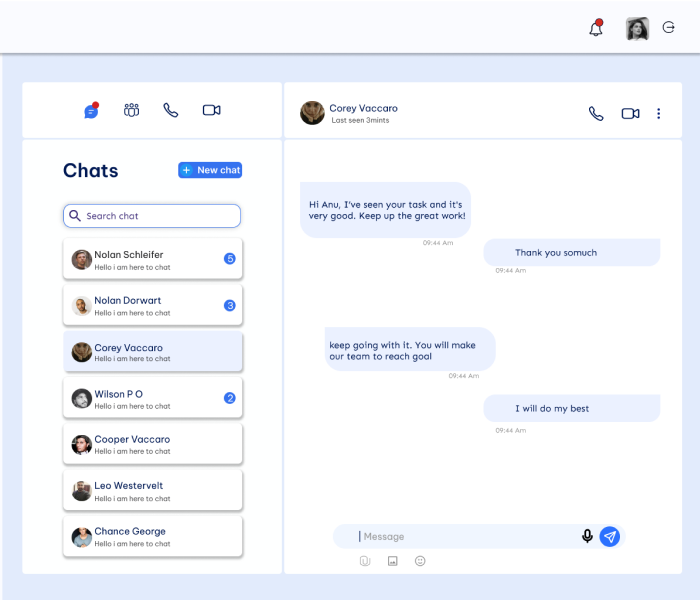 Corey Vaccaro
Last seen 3mints
Chats
+ New chat
Search chat
Nolan Schleifer
Hello i am here to chat
5
Nolan Dorwart
Hello i am here to chat
3
Corey Vaccaro
Hello i am here to chat
Wilson P O
Hello i am here to chat
2
Cooper Vaccaro
Hello i am here to chat
Leo Westervelt
Hello i am here to chat
Chance George
Hello i am here to chat
Hi Anu, I've seen your task and it's
very good. Keep up the great work!
09:44 Am
Thank you somuch
09:44 Am
keep going with it. You will make
our team to reach goal
09:44 Am
I will do my best
09:44 Am
Message